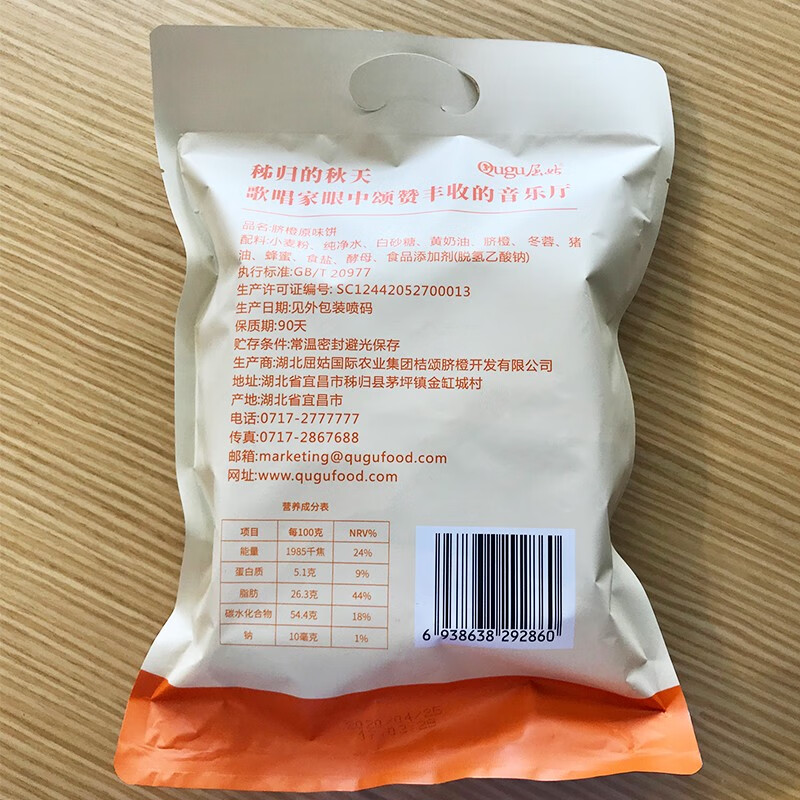 秭归的秋天
Qugu屈姑
歌唱家眼中颂赞丰收的音乐厅
品名:脐橙原味饼
配料:小麦粉、纯净水、白砂糖、黄奶油、脐橙、冬蓉、猪
油、蜂蜜、食盐、酵母、食品添加剂(脱氢乙酸钠)
执行标准:GB/T 20977
生产许可证编号: SC12442052700013
生产日期:见外包装喷码
保质期:90天
贮存条件:常温密封避光保存
生产商:湖北屈姑国际农业集团桔颂脐橙开发有限公司
地址:湖北省宜昌市秭归县茅坪镇金缸城村
产地:湖北省宜昌市
电话:0717-2777777
传真:0717-2867688
邮箱:marketing@qugufood.com
网址:www.qugufood.com
营养成分表
项目 每100克 NRV%
能量 1985千焦 24%
蛋白质 5.1克 9%
脂肪 26.3克 44%
碳水化合物 54.4克 18%
钠 10毫克 1%
6 938638 292860
2020/04/25